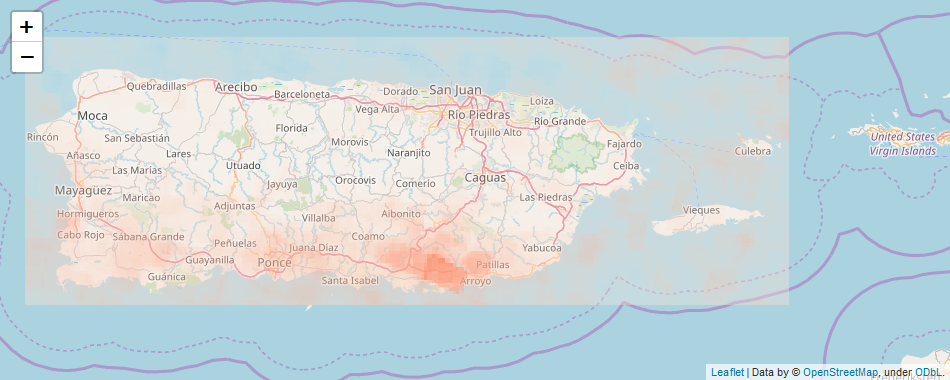 +
−
Quebradillas
Arecibo
Barceloneta
Dorado
San Juan
Vega Alta
Loíza
Río Piedras
Río Grande
Moca
Rincón
San Sebastián
Florida
Morovis
Trujillo Alto
Fajardo
Culebra
United States
Virgin Islands
Añasco
Lares
Naranjito
Utuado
Ceiba
Las Marías
Caguas
Mayagüez
Jayuya
Orocovis
Comerío
Maricao
Las Piedras
Hormigueros
Adjuntas
Villalba
Aibonito
Vieques
Cabo Rojo
Sábana Grande
Peñuelas
Juana Díaz
Coamo
Yabucoa
Guayanilla
Ponce
Patillas
Guánica
Santa Isabel
Arroyo
Leaflet | Data by © OpenStreetMap, under ODbL.